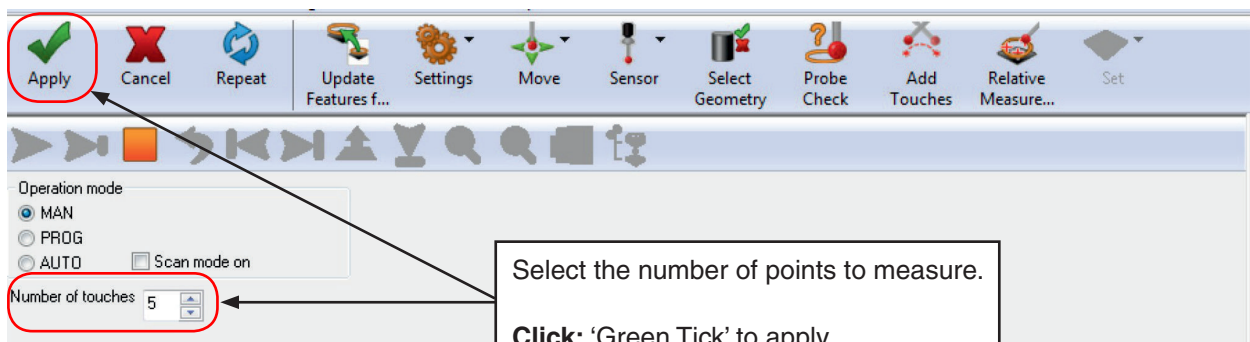 Apply Cancel Repeat Update Settings Move Sensor Select Probe Add Relative Set
Features f... Geometry Check Touches Measure...
Operation mode
MAN
PROG
AUTO Scan mode on
Number of touches 5
Select the number of points to measure.
Click: ‘Green Tick’ to apply